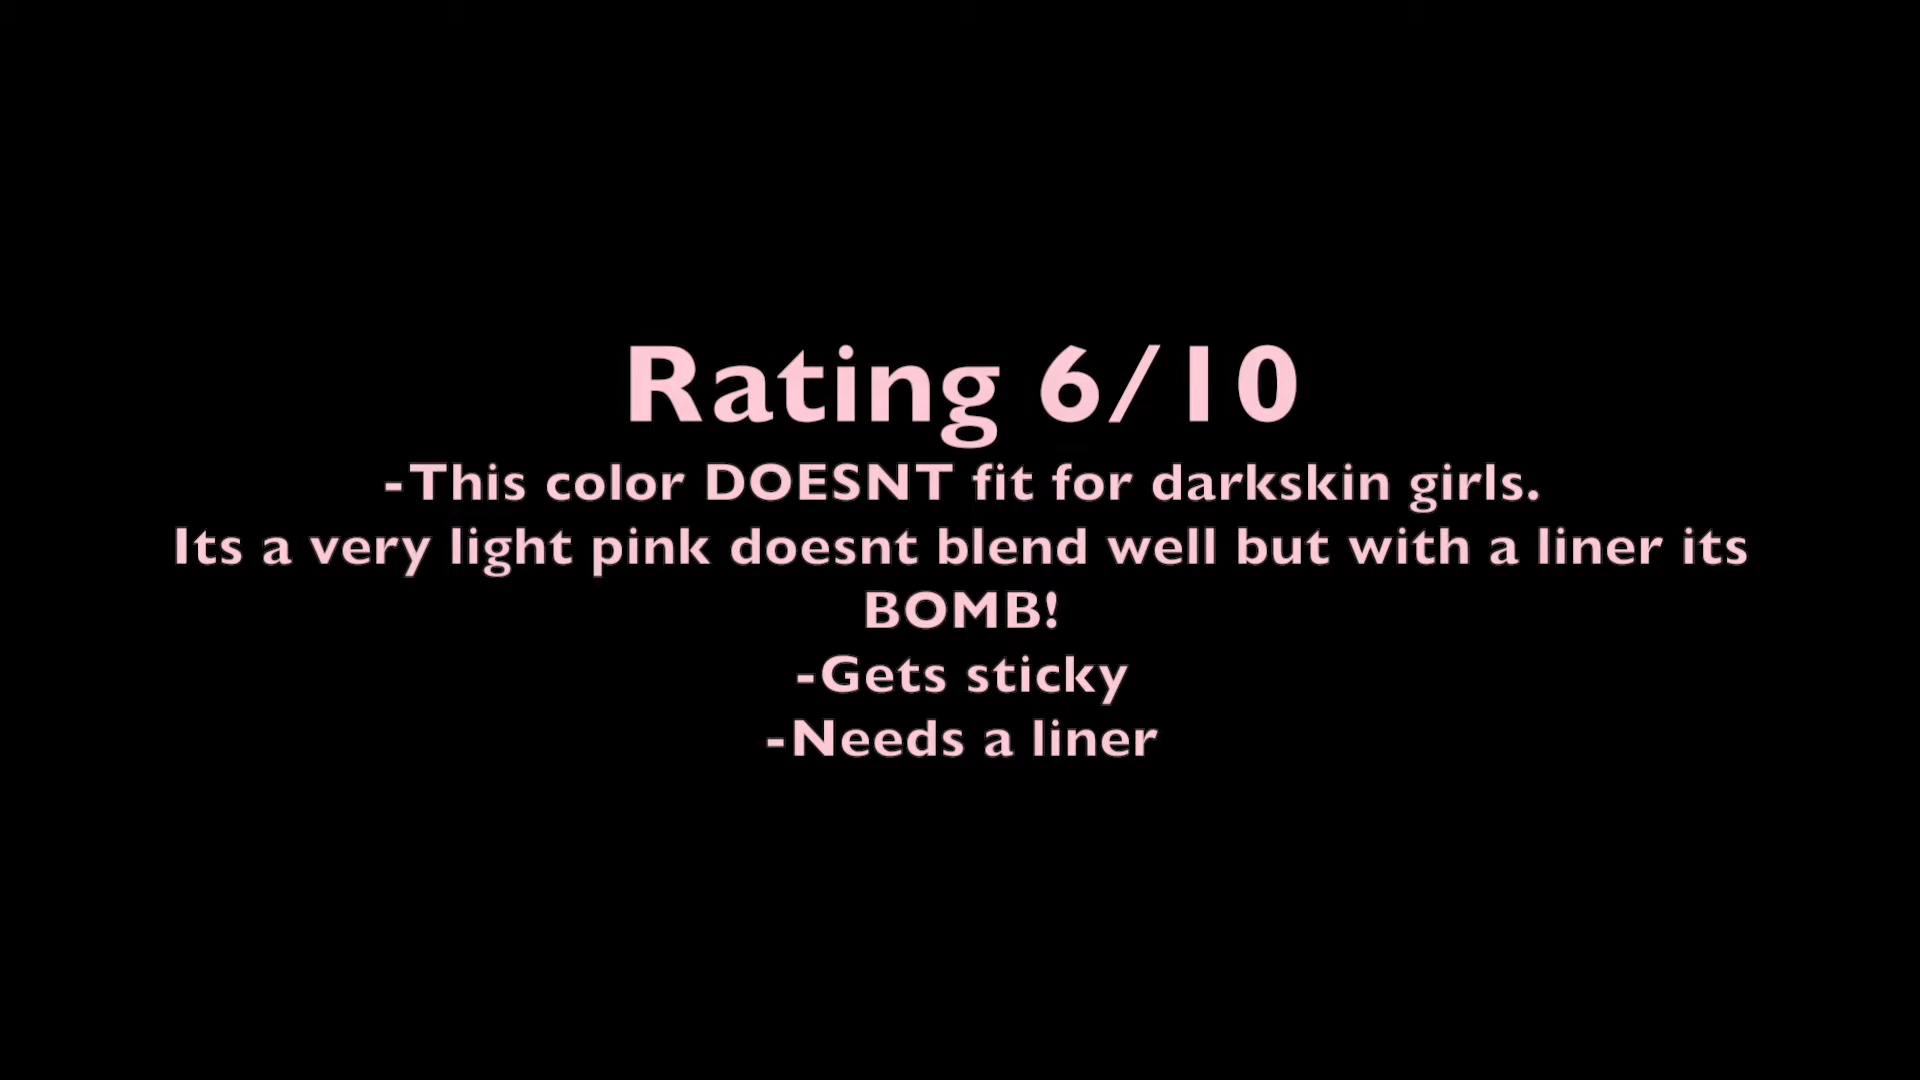 Rating 6/10
-This color DOESNT fit for darkskin girls.
Its a very light pink doesnt blend well but with a liner its
BOMB!
-Gets sticky
-Needs a liner